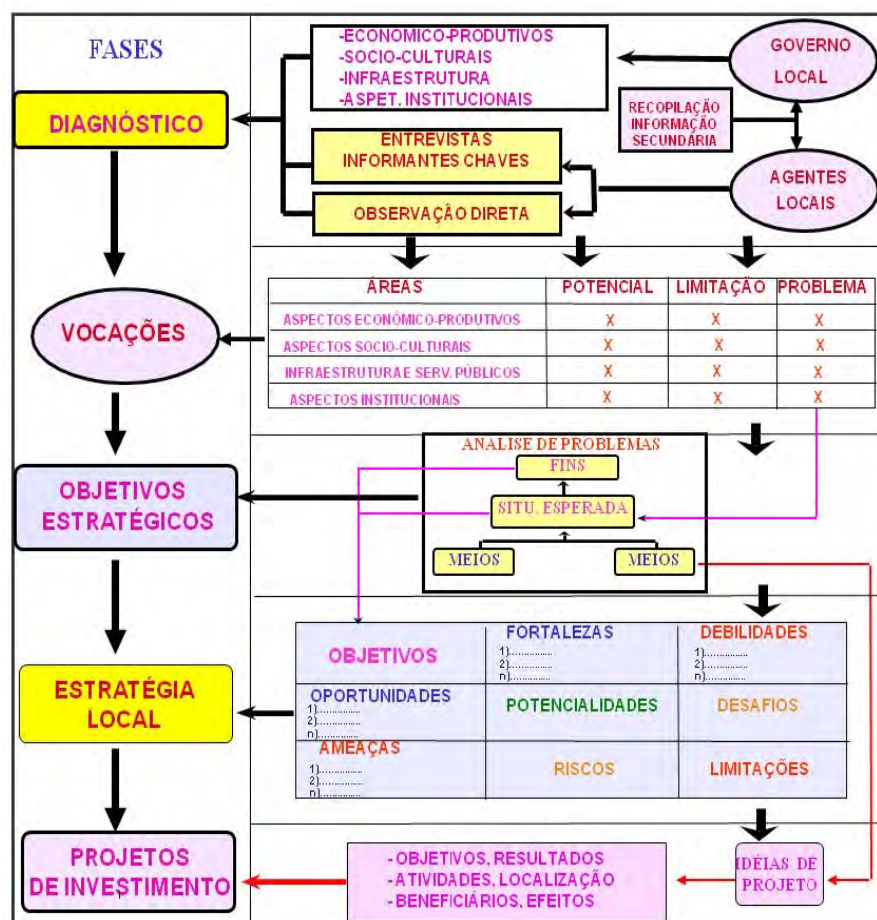 FASES
-ECONÓMICO-PRODUTIVOS
-SOCIO-CULTURAIS
-INFRAESTRUTURA
-ASPET. INSTITUCIONAIS
GOVERNO
LOCAL
DIAGNÓSTICO
RECOPILAÇÃO
INFORMAÇÃO
SECUNDÁRIA
ENTREVISTAS
INFORMANTES CHAVES
OBSERVAÇÃO DIRETA
AGENTES
LOCAIS
ÁREAS POTENCIAL LIMITAÇÃO PROBLEMA
ASPECTOS ECONÔMICO-PRODUTIVOS X X X
ASPECTOS SOCIO-CULTURAIS X X X
INFRAESTRUTURA E SERV. PÚBLICOS X X X
ASPECTOS INSTITUCIONAIS X X X
VOCAÇÕES
ANALISE DE PROBLEMAS
FINS
SITU. ESPERADA
MEIOS MEIOS
OBJETIVOS
ESTRATÉGICOS
OBJETIVOS
FORTALEZAS
1)...............
2)...............
n)...............
DEBILIDADES
1)...............
2)...............
n)...............
OPORTUNIDADES
1)...............
2)...............
n)...............
POTENCIALIDADES
DESAFIOS
AMEAÇAS
1)...............
2)...............
n)...............
RISCOS
LIMITAÇÕES
ESTRATÉGIA
LOCAL
PROJETOS
DE INVESTIMENTO
- OBJETIVOS, RESULTADOS
- ATIVIDADES, LOCALIZAÇÃO
- BENEFICIÁRIOS, EFEITOS
IDÉIAS DE
PROJETO